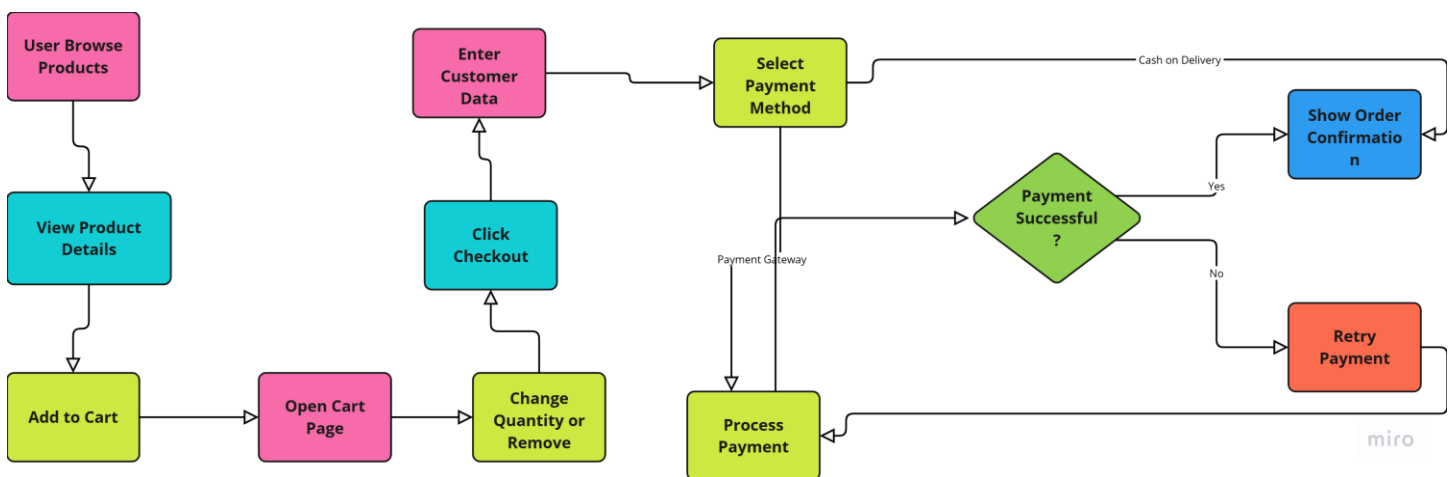 User Browse
Products
View Product
Details
Add to Cart
Open Cart
Page
Change
Quantity or
Remove
Click
Checkout
Enter
Customer
Data
Select
Payment
Method
Cash on Delivery
Payment Gateway
Process
Payment
Payment
Successful
?
Yes
No
Show Order
Confirmatio
n
Retry
Payment
miro